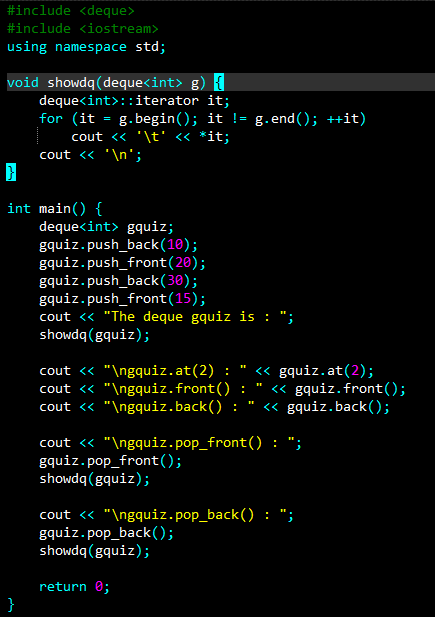 #include <deque>
#include <iostream>
using namespace std;

void showdq(deque<int> g) {
    deque<int>::iterator it;
    for (it = g.begin(); it != g.end(); ++it)
        cout << '\t' << *it;
    cout << '\n';
}

int main() {
    deque<int> gquiz;
    gquiz.push_back(10);
    gquiz.push_front(20);
    gquiz.push_back(30);
    gquiz.push_front(15);
    cout << "The deque gquiz is : ";
    showdq(gquiz);

    cout << "\ngquiz.at(2) : " << gquiz.at(2);
    cout << "\ngquiz.front() : " << gquiz.front();
    cout << "\ngquiz.back() : " << gquiz.back();

    cout << "\ngquiz.pop_front() : ";
    gquiz.pop_front();
    showdq(gquiz);

    cout << "\ngquiz.pop_back() : ";
    gquiz.pop_back();
    showdq(gquiz);

    return 0;
}